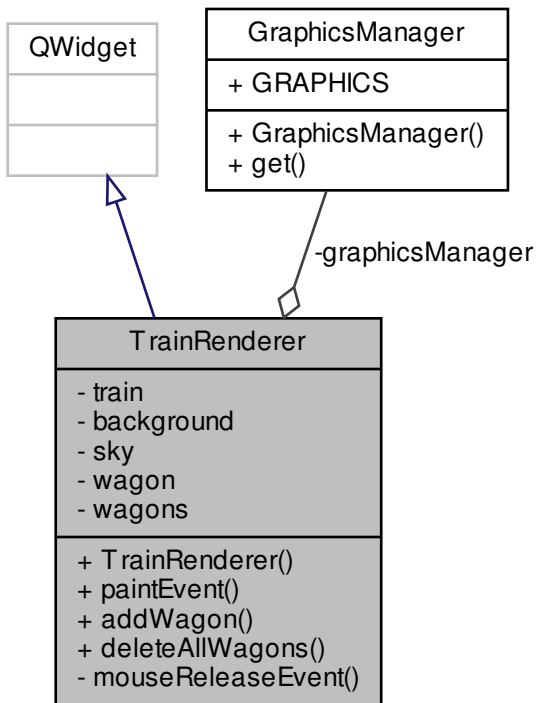 QWidget
GraphicsManager
+ GRAPHICS
+ GraphicsManager()
+ get()
-graphicsManager
TrainRenderer
- train
- background
- sky
- wagon
- wagons
+ TrainRenderer()
+ paintEvent()
+ addWagon()
+ deleteAllWagons()
- mouseReleaseEvent()